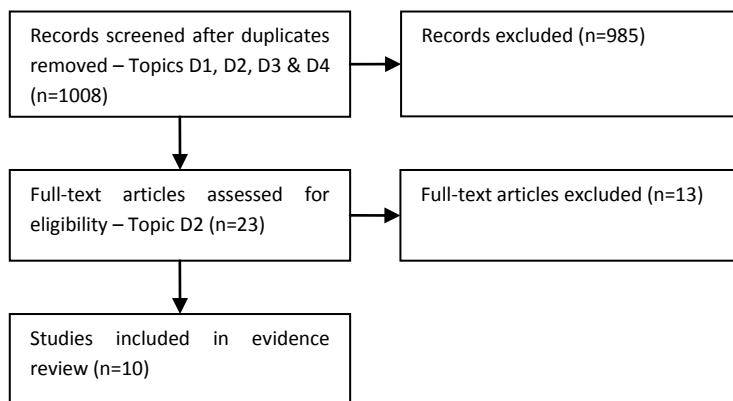 Records screened after duplicates
removed – Topics D1, D2, D3 & D4
(n=1008)
Records excluded (n=985)
Full-text articles assessed for
eligibility – Topic D2 (n=23)
Full-text articles excluded (n=13)
Studies included in evidence
review (n=10)